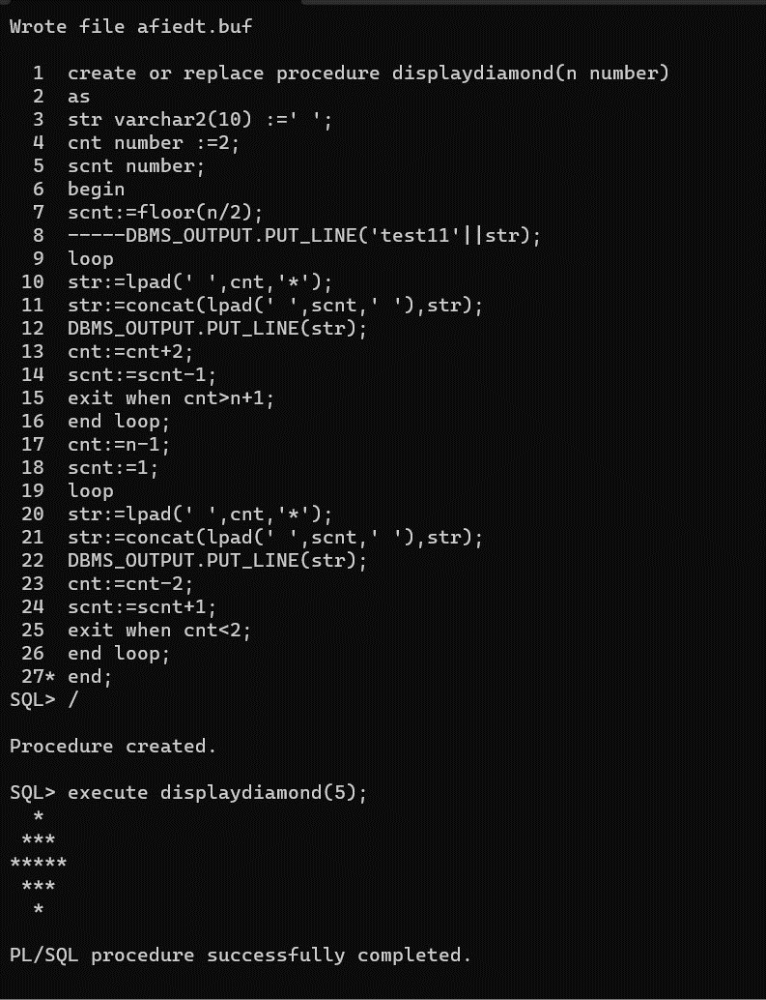 Wrote file afiedt.buf
  1  create or replace procedure displaydiamond(n number)
  2  as
  3  str varchar2(10) :=' ';
  4  cnt number :=2;
  5  scnt number;
  6  begin
  7  scnt:=floor(n/2);
  8  -----DBMS_OUTPUT.PUT_LINE('test11'||str);
  9  loop
 10  str:=lpad(' ',cnt,'*');
 11  str:=concat(lpad(' ',scnt,' '),str);
 12  DBMS_OUTPUT.PUT_LINE(str);
 13  cnt:=cnt+2;
 14  scnt:=scnt-1;
 15  exit when cnt>n+1;
 16  end loop;
 17  cnt:=n-1;
 18  scnt:=1;
 19  loop
 20  str:=lpad(' ',cnt,'*');
 21  str:=concat(lpad(' ',scnt,' '),str);
 22  DBMS_OUTPUT.PUT_LINE(str);
 23  cnt:=cnt-2;
 24  scnt:=scnt+1;
 25  exit when cnt<2;
 26  end loop;
 27* end;
SQL> /
Procedure created.
SQL> execute displaydiamond(5);
  *
 ***
*****
 ***
  *
PL/SQL procedure successfully completed.